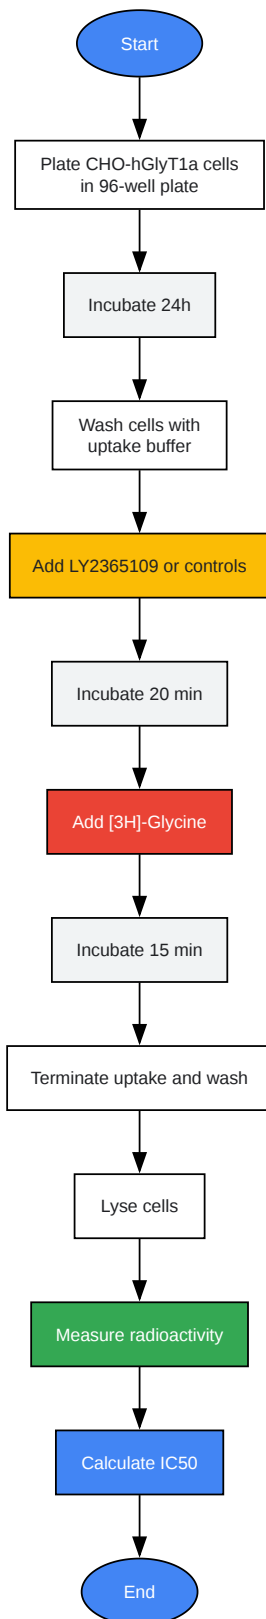 Start
Plate CHO-hGlyT1a cells
in 96-well plate
Incubate 24h
Wash cells with
uptake buffer
Add LY2365109 or controls
Incubate 20 min
Add [3H]-Glycine
Incubate 15 min
Terminate uptake and wash
Lyse cells
Measure radioactivity
Calculate IC50
End